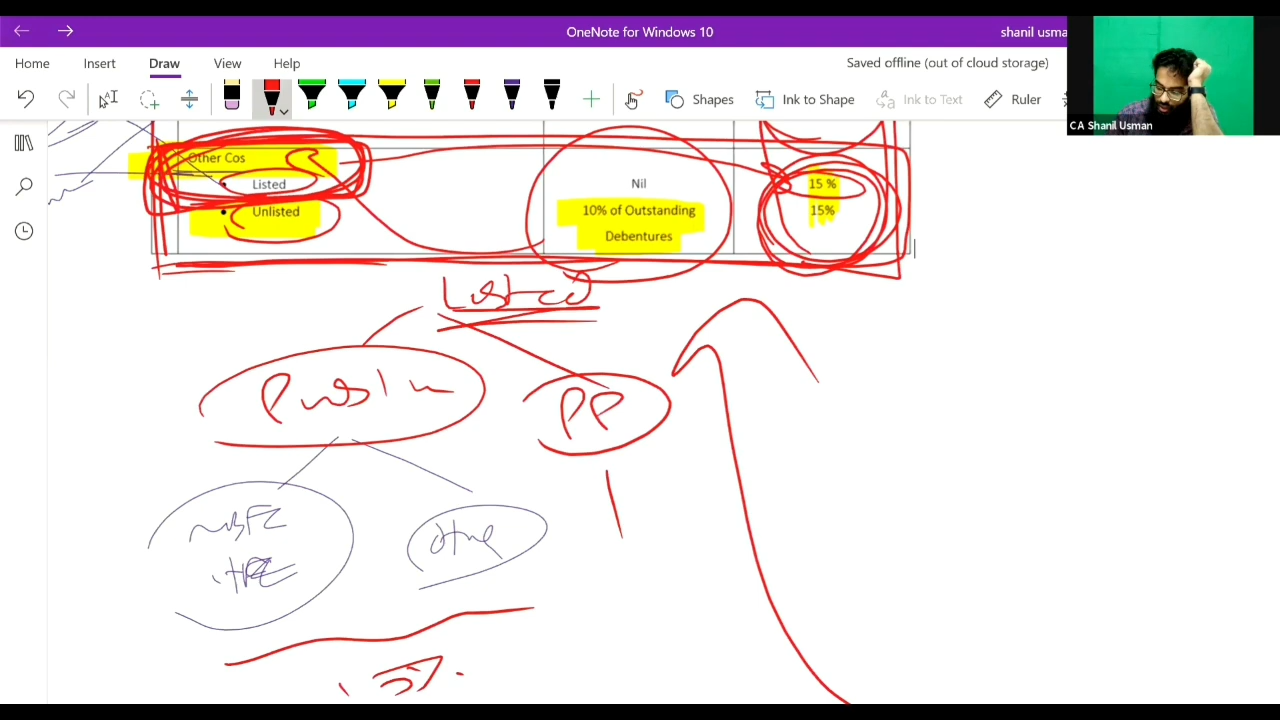 OneNote for Windows 10
shanil usma
Home Insert Draw View Help
Saved offline (out of cloud storage)
Shapes Ink to Shape Ink to Text Ruler
CA Shanil Usman
Other Cos
Listed Nil 15 %
Unlisted 10% of Outstanding 15%
Debentures
Listed
PP
NBFC
HFC
15%